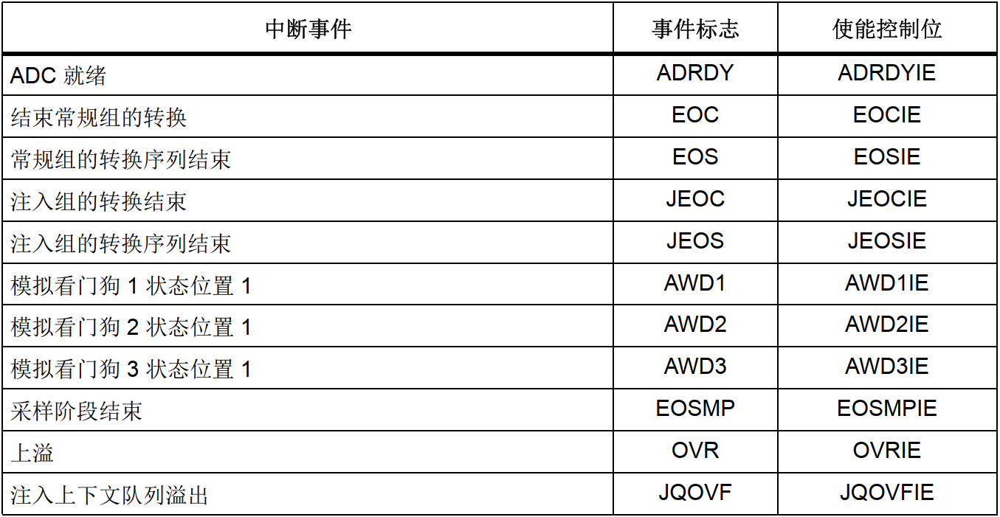 中断事件 事件标志 使能控制位
ADC 就绪 ADRDY ADRDYIE
结束常规组的转换 EOC EOCIE
常规组的转换序列结束 EOS EOSIE
注入组的转换结束 JEOC JEOCIE
注入组的转换序列结束 JEOS JEOSIE
模拟看门狗 1 状态位置 1 AWD1 AWD1IE
模拟看门狗 2 状态位置 1 AWD2 AWD2IE
模拟看门狗 3 状态位置 1 AWD3 AWD3IE
采样阶段结束 EOSMP EOSMPIE
上溢 OVR OVRIE
注入上下文队列溢出 JQOVF JQOVFIE